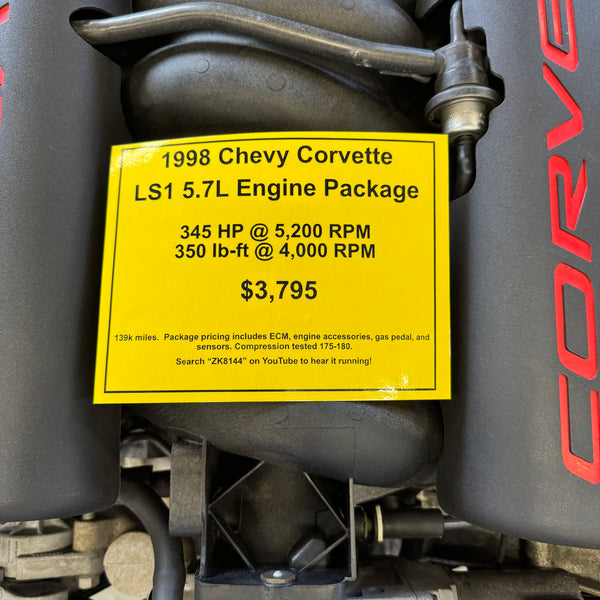 1998 Chevy Corvette
LS1 5.7L Engine Package
345 HP @ 5,200 RPM
350 lb-ft @ 4,000 RPM
$3,795
139k miles.  Package pricing includes ECM, engine accessories, gas pedal, and
sensors. Compression tested 175-180.
Search “ZK8144” on YouTube to hear it running!
CORVE